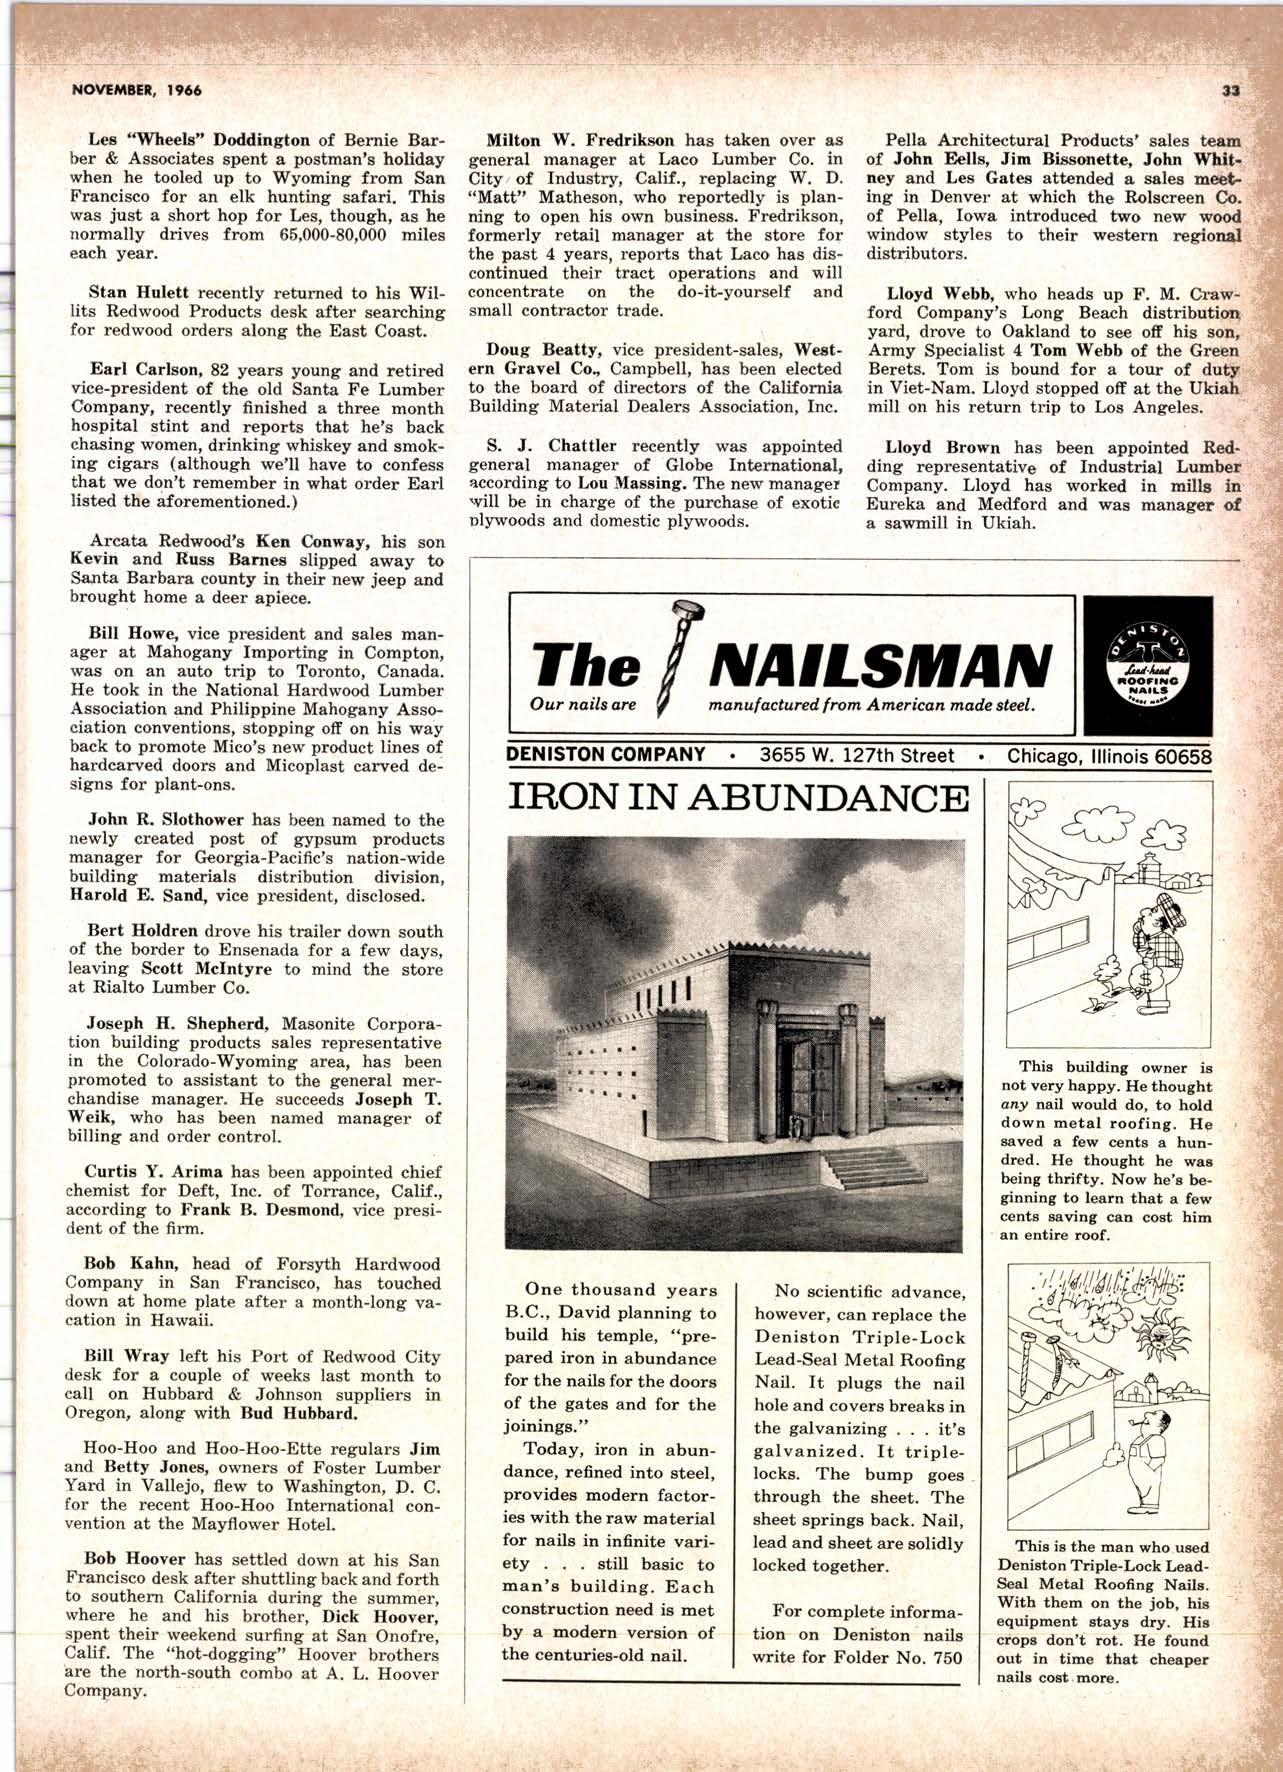 NOVEMBER, 1966
33
Les "Wheels" Doddington of Bernie Bar-
ber & Associates spent a postman's holiday
when he tooled up to Wyoming from San
Francisco for an elk hunting safari. This
was just a short hop for Les, though, as he
normally drives from 65,000-80,000 miles
each year.
Stan Hulett recently returned to his Wil-
lits Redwood Products desk after searching
for redwood orders along the East Coast.
Earl Carlson, 82 years young and retired
vice-president of the old Santa Fe Lumber
Company, recently finished a three month
hospital stint and reports that he's back
chasing women, drinking whiskey and smok-
ing cigars (although we'll have to confess
that we don't remember in what order Earl
listed the aforementioned.)
Arcata Redwood's Ken Conway, his son
Kevin and Russ Barnes slipped away to
Santa Barbara county in their new jeep and
brought home a deer apiece.
Bill Howe, vice president and sales man-
ager at Mahogany Importing in Compton,
was on an auto trip to Toronto, Canada.
He took in the National Hardwood Lumber
Association and Philippine Mahogany Asso-
ciation conventions, stopping off on his way
back to promote Mico's new product lines of
hardcarved doors and Micoplast carved de-
signs for plant-ons.
John R. Slothower has been named to the
newly created post of gypsum products
manager for Georgia-Pacific's nation-wide
building materials distribution division,
Harold E. Sand, vice president, disclosed.
Bert Holdren drove his trailer down south
of the border to Ensenada for a few days,
leaving Scott McIntyre to mind the store
at Rialto Lumber Co.
Joseph H. Shepherd, Masonite Corpora-
tion building products sales representative
in the Colorado-Wyoming area, has been
promoted to assistant to the general mer-
chandise manager. He succeeds Joseph T.
Weik, who has been named manager of
billing and order control.
Curtis Y. Arima has been appointed chief
chemist for Deft, Inc. of Torrance, Calif.,
according to Frank B. Desmond, vice presi-
dent of the firm.
Bob Kahn, head of Forsyth Hardwood
Company in San Francisco, has touched
down at home plate after a month-long va-
cation in Hawaii.
Bill Wray left his Port of Redwood City
desk for a couple of weeks last month to
call on Hubbard & Johnson suppliers in
Oregon, along with Bud Hubbard.
Hoo-Hoo and Hoo-Hoo-Ette regulars Jim
and Betty Jones, owners of Foster Lumber
Yard in Vallejo, flew to Washington, D. C.
for the recent Hoo-Hoo International con-
vention at the Mayflower Hotel.
Bob Hoover has settled down at his San
Francisco desk after shuttling back and forth
to southern California during the summer,
where he and his brother, Dick Hoover,
spent their weekend surfing at San Onofre,
Calif. The "hot-dogging" Hoover brothers
are the north-south combo at A. L. Hoover
Company.
Milton W. Fredrikson has taken over as
general manager at Laco Lumber Co. in
City of Industry, Calif., replacing W. D.
"Matt" Matheson, who reportedly is plan-
ning to open his own business. Fredrikson,
formerly retail manager at the store for
the past 4 years, reports that Laco has dis-
continued their tract operations and will
concentrate on the do-it-yourself and
small contractor trade.
Doug Beatty, vice president-sales, West-
ern Gravel Co., Campbell, has been elected
to the board of directors of the California
Building Material Dealers Association, Inc.
S. J. Chattler recently was appointed
general manager of Globe International,
according to Lou Massing. The new manager
will be in charge of the purchase of exotic
plywoods and domestic plywoods.
Pella Architectural Products' sales team
of John Eells, Jim Bissonette, John Whit-
ney and Les Gates attended a sales meet-
ing in Denver at which the Rolscreen Co.
of Pella, Iowa introduced two new wood
window styles to their western regional
distributors.
Lloyd Webb, who heads up F. M. Craw-
ford Company's Long Beach distribution
yard, drove to Oakland to see off his son,
Army Specialist 4 Tom Webb of the Green
Berets. Tom is bound for a tour of duty
in Viet-Nam. Lloyd stopped off at the Ukiah
mill on his return trip to Los Angeles.
Lloyd Brown has been appointed Red-
ding representative of Industrial Lumber
Company. Lloyd has worked in mills in
Eureka and Medford and was manager of
a sawmill in Ukiah.
The NAILSMAN
Our nails are manufactured from American made steel.
DENISTON
Lead-head
ROOFING
NAILS
TRADE MARK
DENISTON COMPANY • 3655 W. 127th Street • Chicago, Illinois 60658
IRON IN ABUNDANCE
One thousand years
B.C., David planning to
build his temple, "pre-
pared iron in abundance
for the nails for the doors
of the gates and for the
joinings."
Today, iron in abun-
dance, refined into steel,
provides modern factor-
ies with the raw material
for nails in infinite vari-
ety . . . still basic to
man's building. Each
construction need is met
by a modern version of
the centuries-old nail.
No scientific advance,
however, can replace the
Deniston Triple-Lock
Lead-Seal Metal Roofing
Nail. It plugs the nail
hole and covers breaks in
the galvanizing . . . it's
galvanized. It triple-
locks. The bump goes
through the sheet. The
sheet springs back. Nail,
lead and sheet are solidly
locked together.
For complete informa-
tion on Deniston nails
write for Folder No. 750
$
This building owner is
not very happy. He thought
any nail would do, to hold
down metal roofing. He
saved a few cents a hun-
dred. He thought he was
being thrifty. Now he's be-
ginning to learn that a few
cents saving can cost him
an entire roof.
This is the man who used
Deniston Triple-Lock Lead-
Seal Metal Roofing Nails.
With them on the job, his
equipment stays dry. His
crops don't rot. He found
out in time that cheaper
nails cost more.